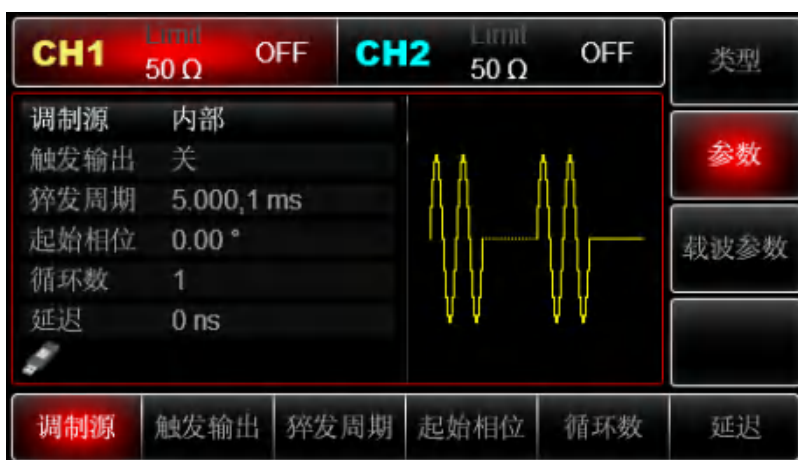 CH1 Limit 50 Ω OFF
CH2 Limit 50 Ω OFF
类型
调制源 内部
触发输出 关
猝发周期 5.000,1 ms
起始相位 0.00 °
循环数 1
延迟 0 ns
参数
载波参数
调制源 触发输出 猝发周期 起始相位 循环数 延迟